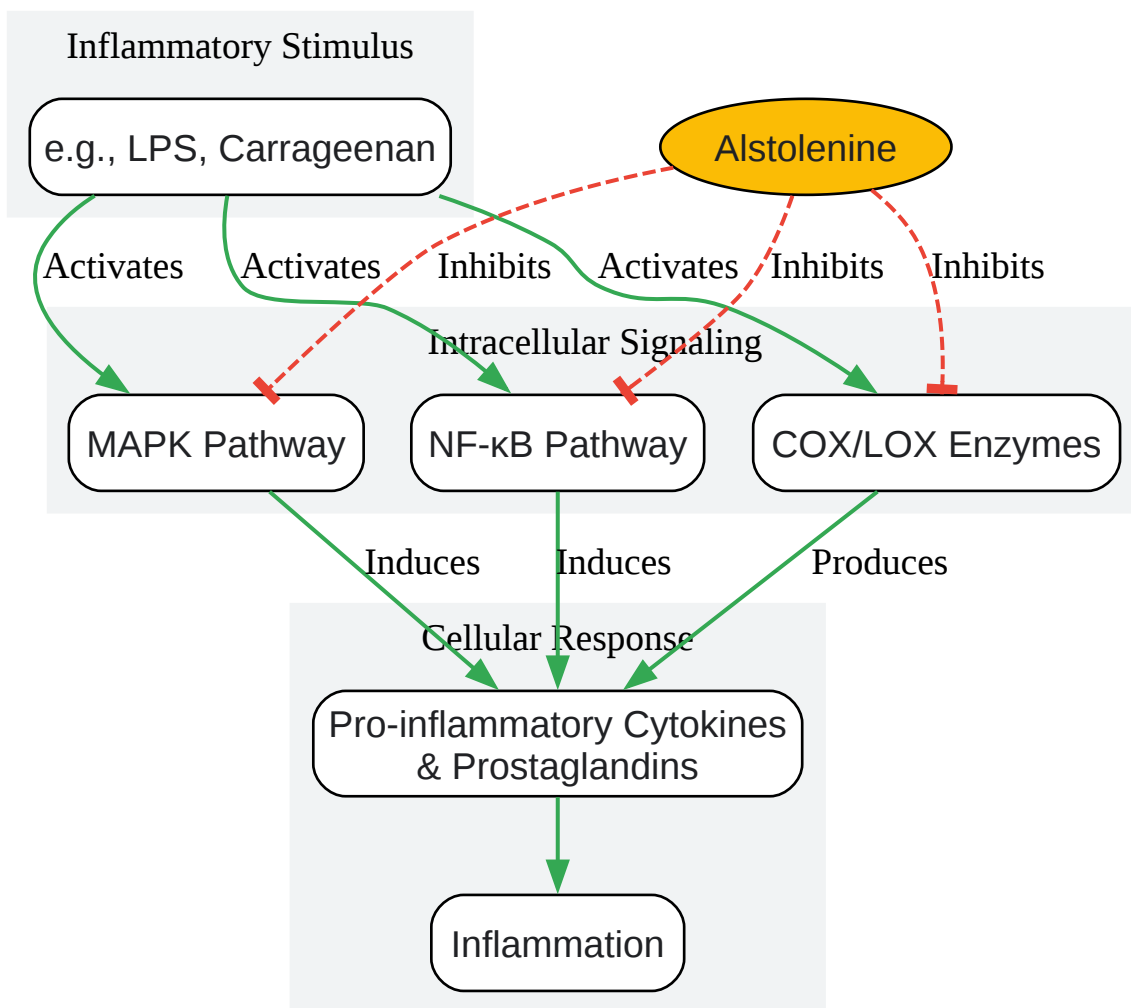 Inflammatory Stimulus
e.g., LPS, Carrageenan
Alstolenine
Activates
Activates
Inhibits
Activates
Inhibits
Inhibits
Intracellular Signaling
MAPK Pathway
NF-κB Pathway
COX/LOX Enzymes
Induces
Induces
Produces
Cellular Response
Pro-inflammatory Cytokines
& Prostaglandins
Inflammation